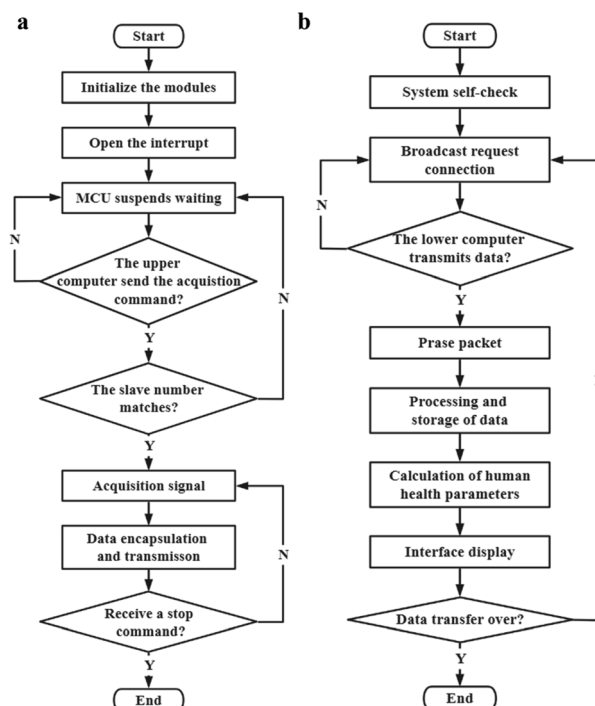 a
Start
Initialize the modules
Open the interrupt
MCU suspends waiting
N
The upper
computer send the acquistion
command?
N
Y
The slave number
matches?
Y
Acquisition signal
Data encapsulation
and transmisson
N
Receive a stop
command?
Y
End
b
Start
System self-check
Broadcast request
connection
N
The lower computer
transmits data?
Y
Prase packet
Processing and
storage of data
Calculation of human
health parameters
Interface display
Data transfer over?
Y
End